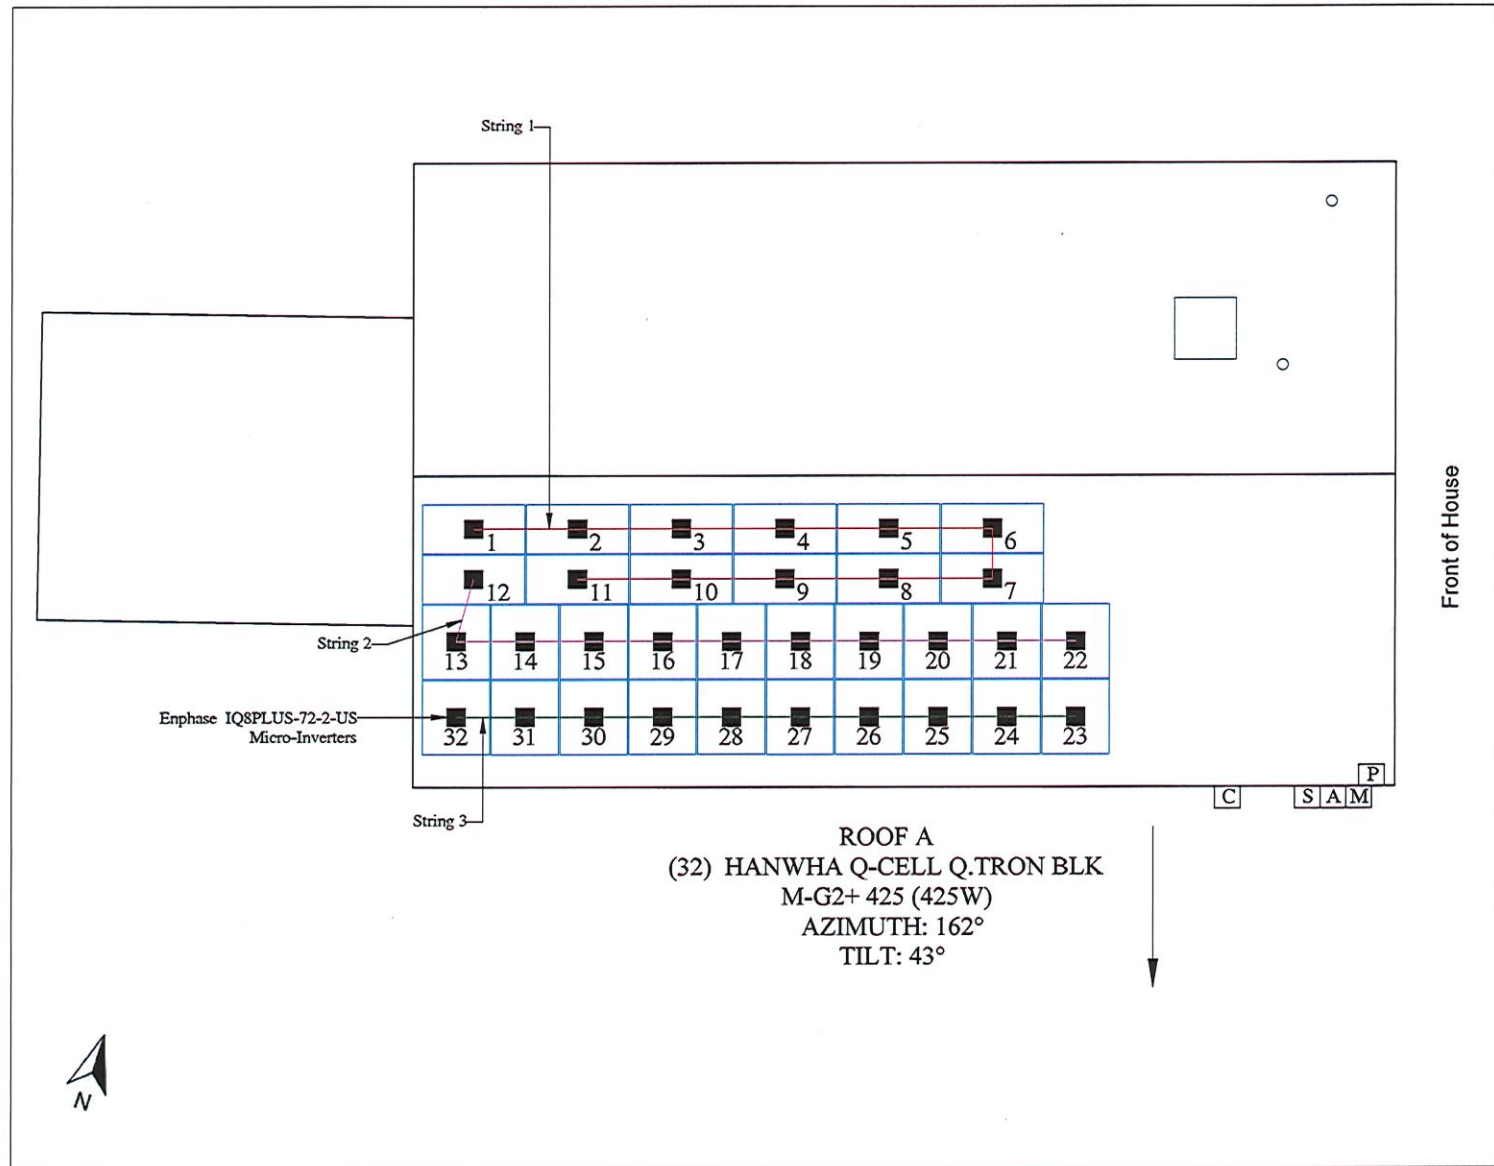 String 1
Front of House
1 2 3 4 5 6
12 11 10 9 8 7
String 2
13 14 15 16 17 18 19 20 21 22
Enphase IQ8PLUS-72-2-US
Micro-Inverters
32 31 30 29 28 27 26 25 24 23
P
C S A M
String 3
ROOF A
(32) HANWHA Q-CELL Q.TRON BLK
M-G2+ 425 (425W)
AZIMUTH: 162°
TILT: 43°
N